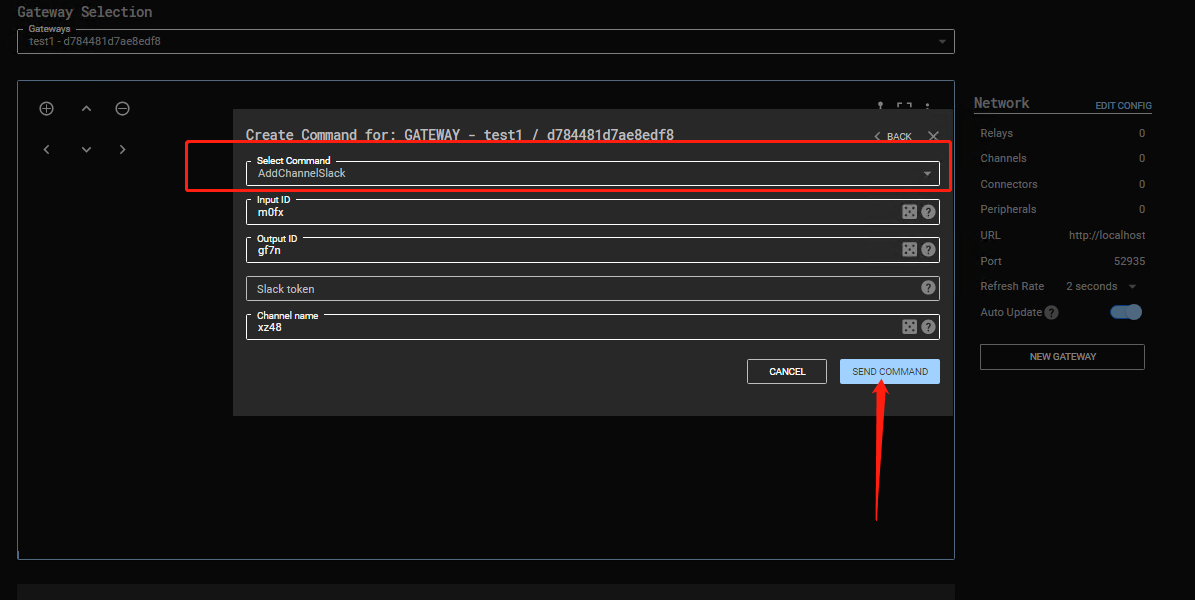 Gateway Selection
Gateways
test1 - d784481d7ae8edf8
Create Command for: GATEWAY - test1 / d784481d7ae8edf8
BACK
Select Command
AddChannelSlack
Input ID
m0fx
Output ID
gf7n
Slack token
Channel name
xz48
CANCEL
SEND COMMAND
Network
EDIT CONFIG
Relays 0
Channels 0
Connectors 0
Peripherals 0
URL http://localhost
Port 52935
Refresh Rate 2 seconds
Auto Update ?
NEW GATEWAY